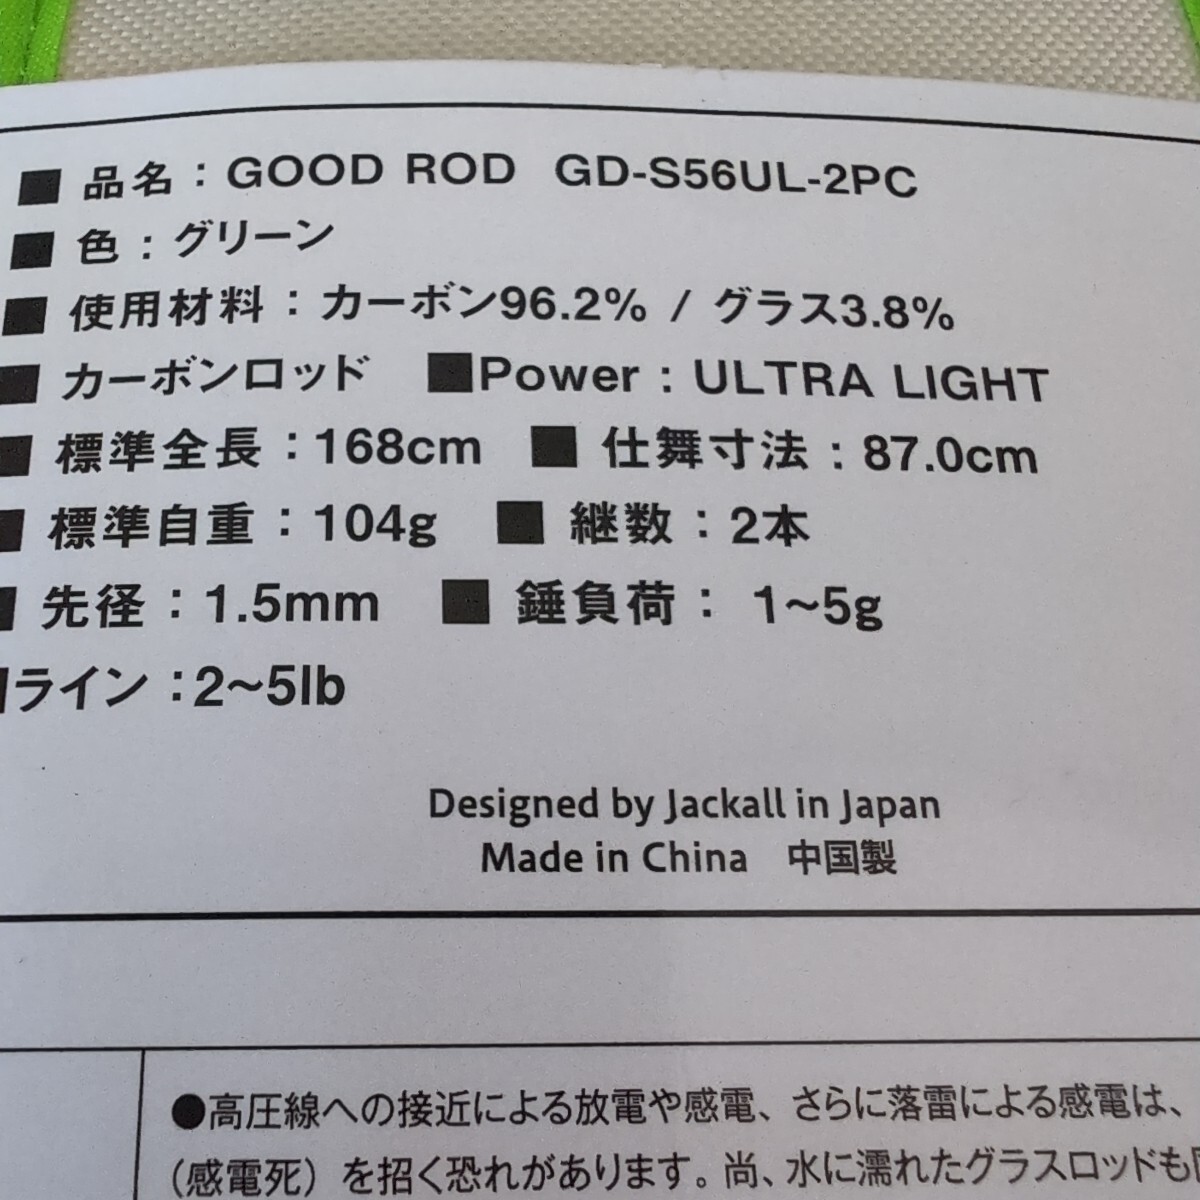 ■ 品名：GOOD ROD GD-S56UL-2PC
■ 色：グリーン
■ 使用材料：カーボン96.2% / グラス3.8%
■ カーボンロッド ■Power：ULTRA LIGHT
■ 標準全長：168cm ■ 仕舞寸法：87.0cm
■ 標準自重：104g ■ 継数：2本
■ 先径：1.5mm ■ 錘負荷：1~5g
■ライン：2~5lb
Designed by Jackall in Japan
Made in China 中国製
●高圧線への接近による放電や感電、さらに落雷による感電は、
（感電死）を招く恐れがあります。尚、水に濡れたグラスロッドも